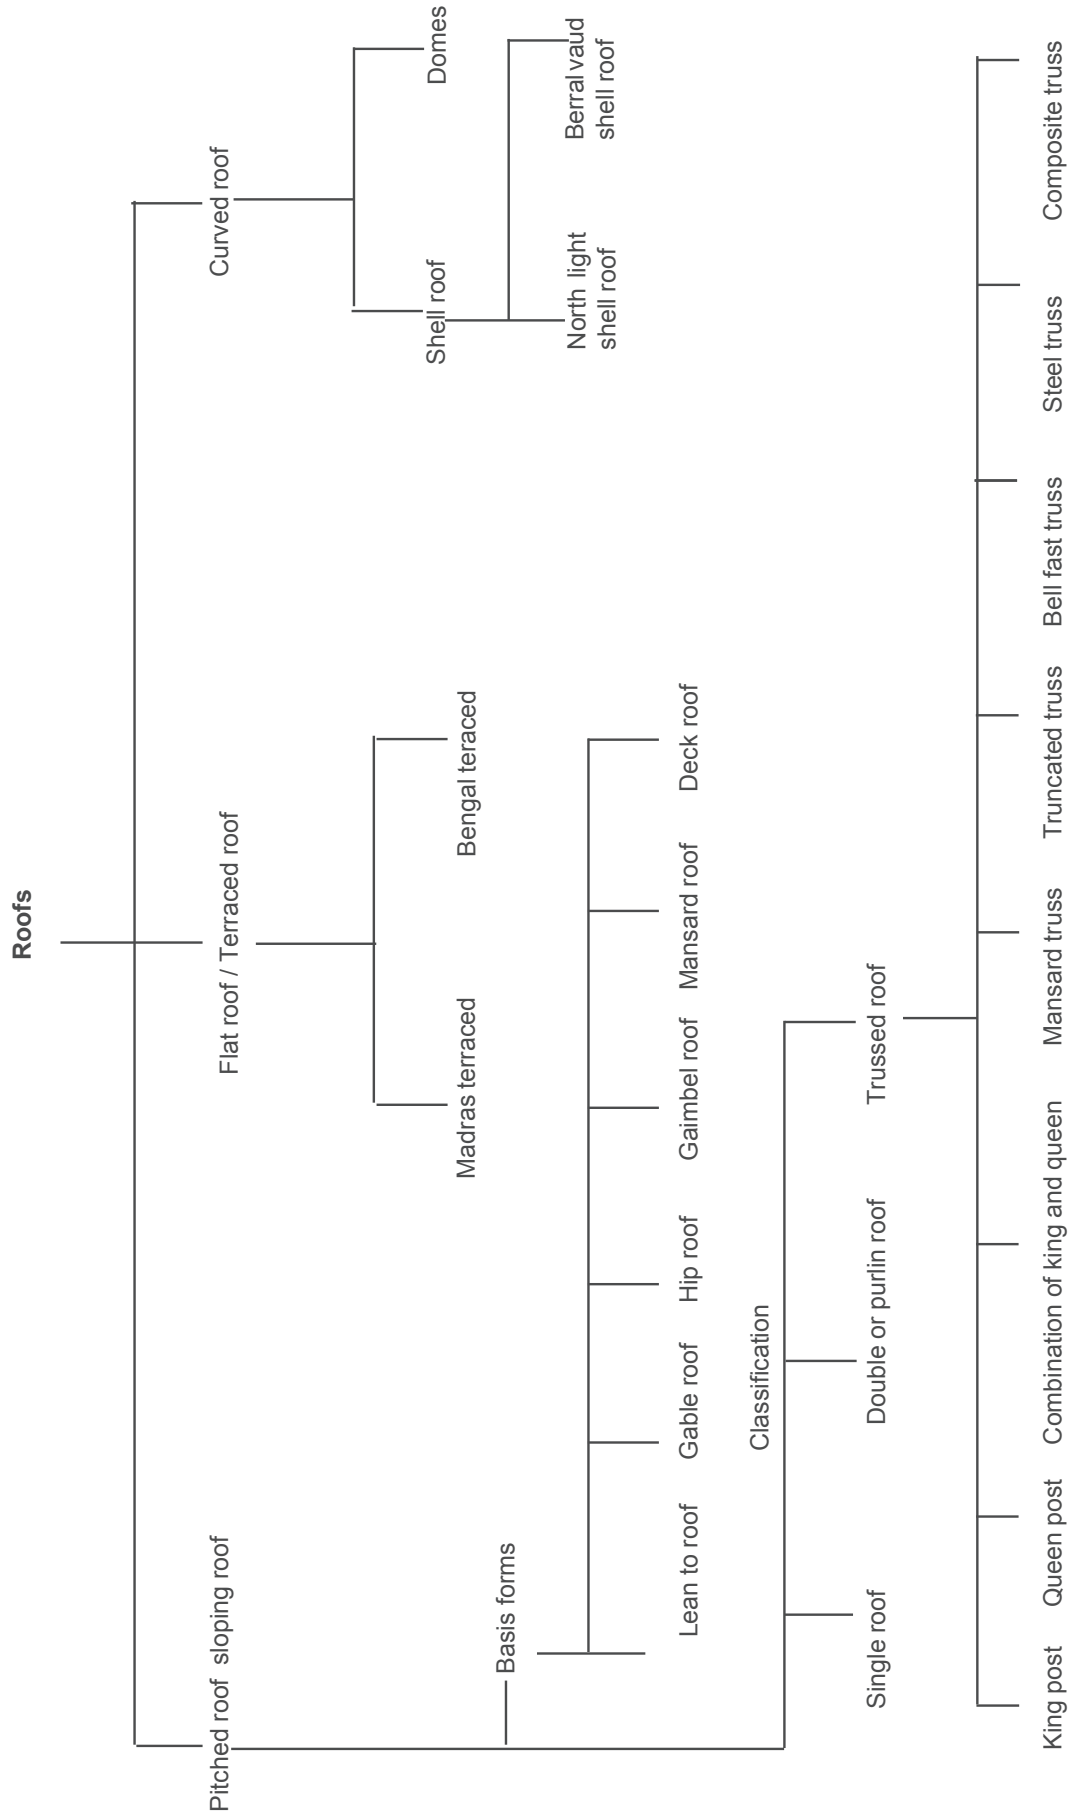 Roofs
Pitched roof sloping roof
Flat roof / Terraced roof
Curved roof
Madras terraced
Bengal teraced
Shell roof
Domes
Basis forms
North light
shell roof
Berral vaud
shell roof
Lean to roof
Gable roof
Hip roof
Gaimbel roof
Mansard roof
Deck roof
Classification
Single roof
Double or purlin roof
Trussed roof
King post
Queen post
Combination of king and queen
Mansard truss
Truncated truss
Bell fast truss
Steel truss
Composite truss